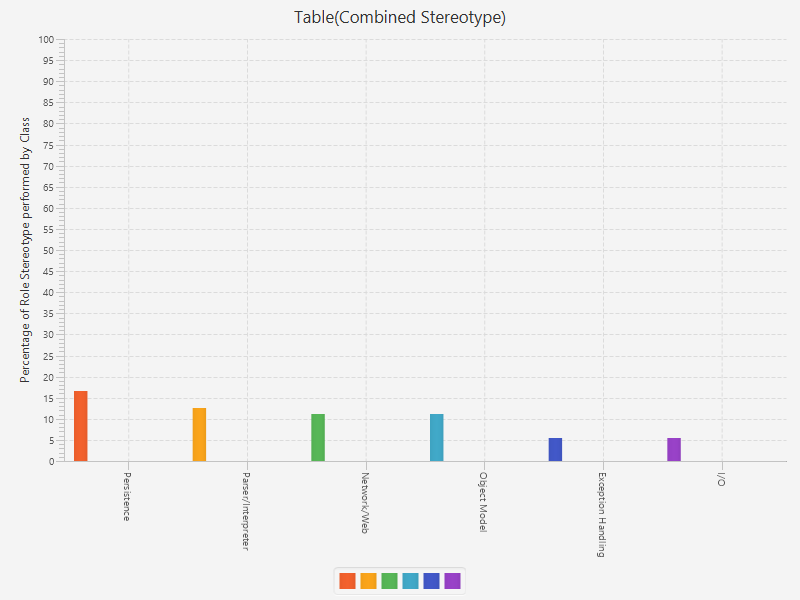 Table(Combined Stereotype)
Percentage of Role Stereotype performed by Class
100
95
90
85
80
75
70
65
60
55
50
45
40
35
30
25
20
15
10
5
0
Persistence
Parser/Interpreter
Network/Web
Object Model
Exception Handling
I/O